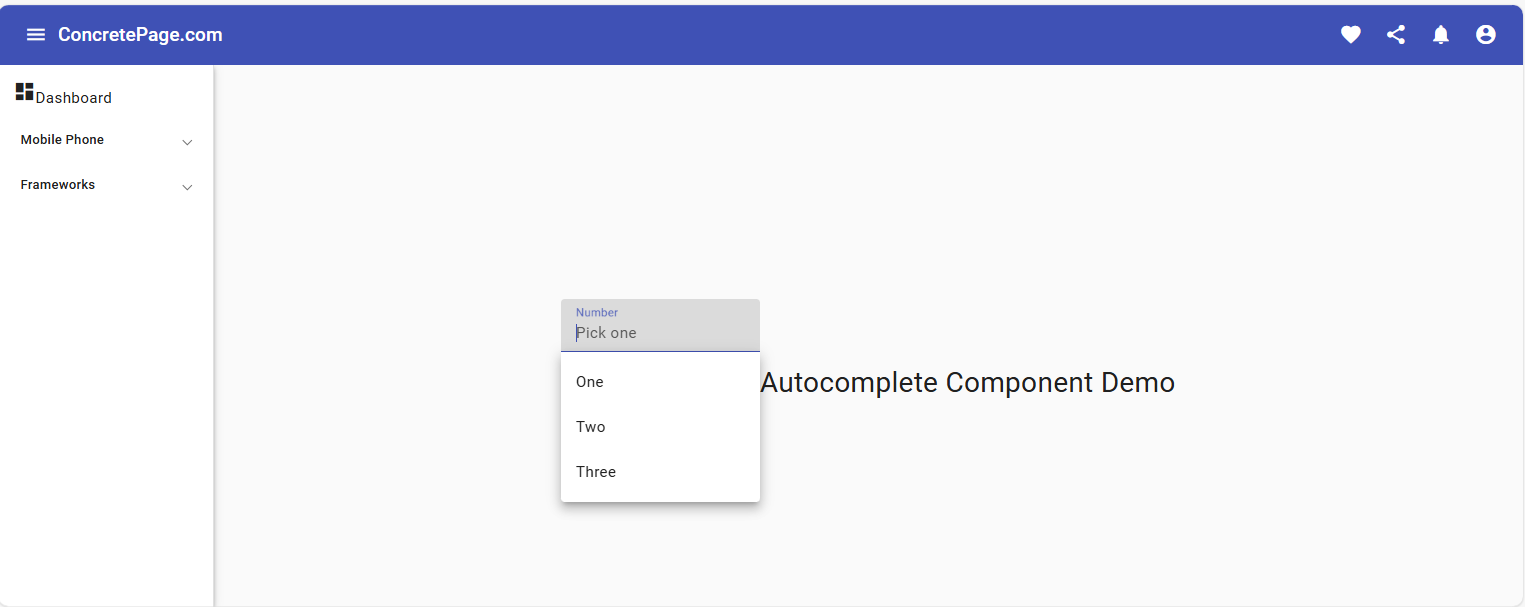 ConcretePage.com
Dashboard
Mobile Phone
Frameworks
Number
Pick one
One
Two
Three
Autocomplete Component Demo